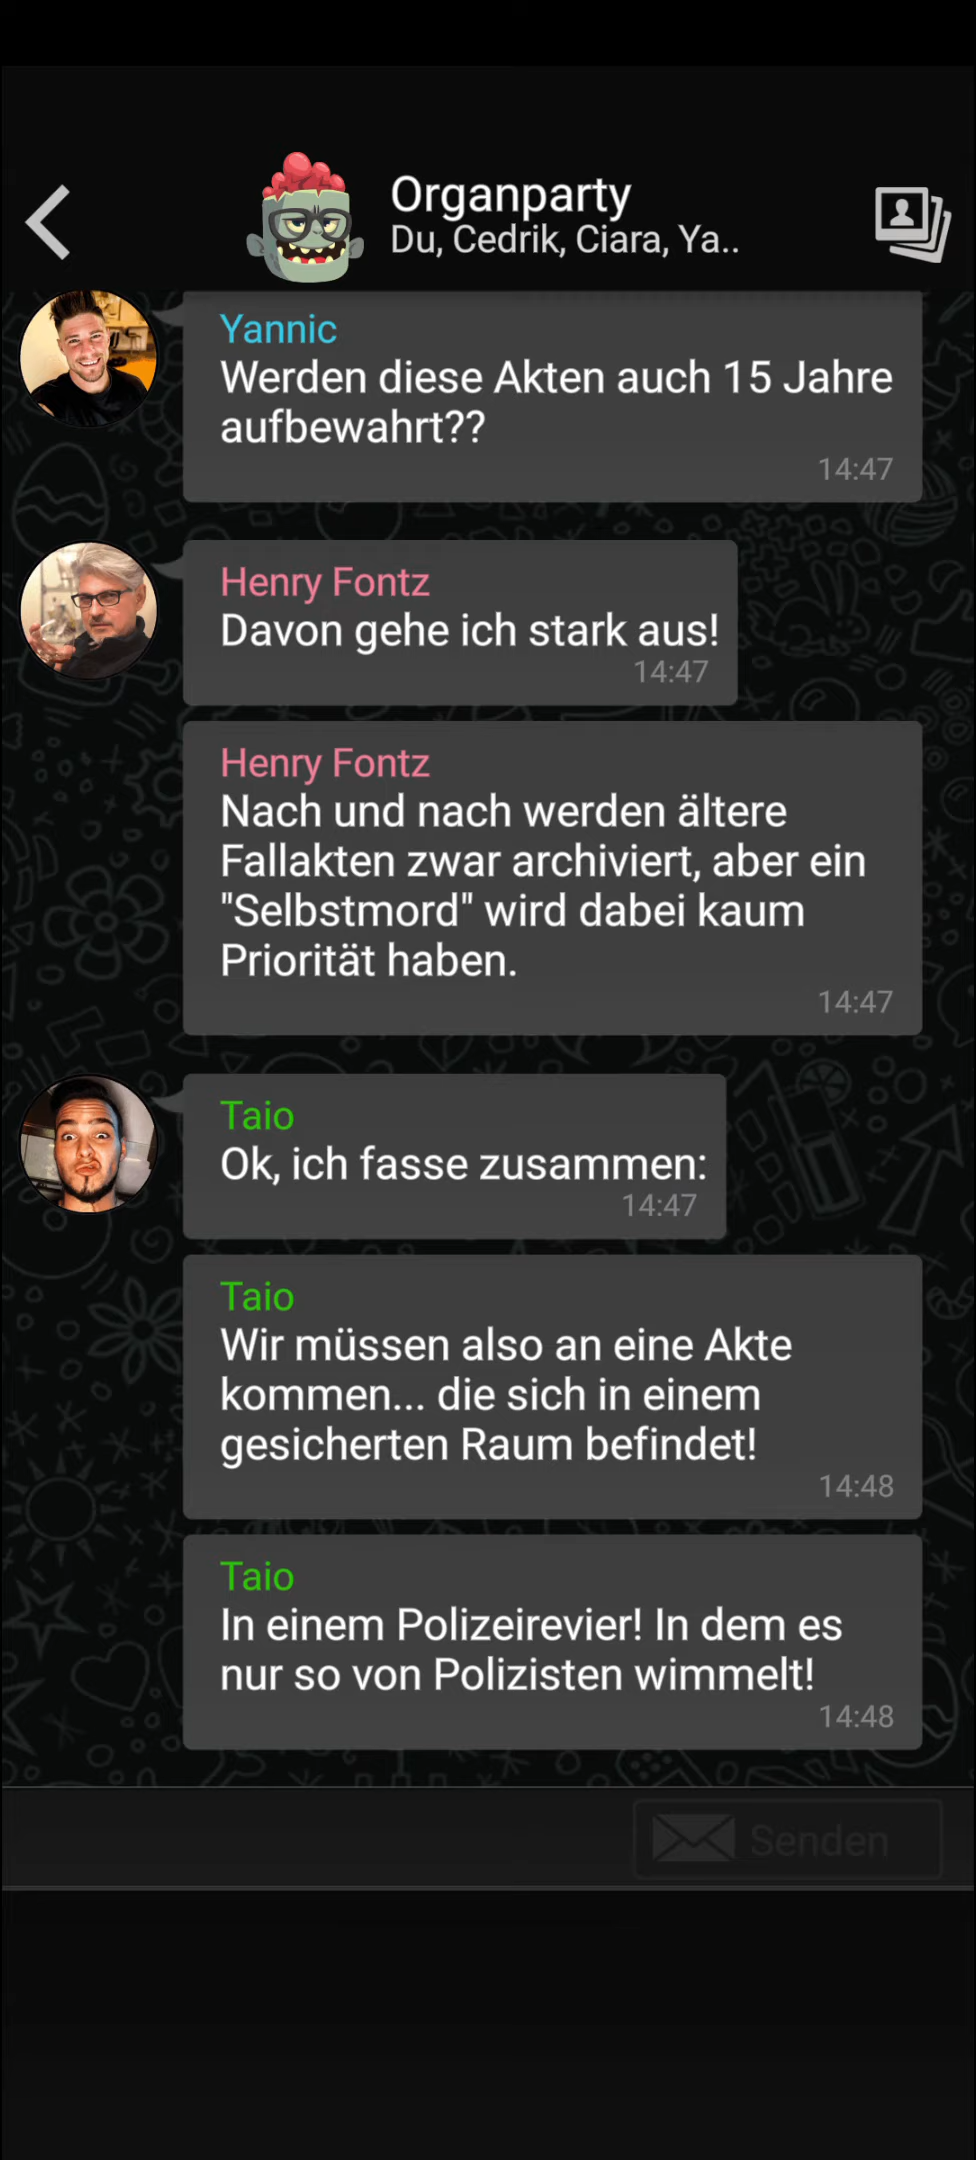 Organparty
Du, Cedrik, Ciara, Ya..
Yannic
Werden diese Akten auch 15 Jahre
aufbewahrt??
14:47
Henry Fontz
Davon gehe ich stark aus!
14:47
Henry Fontz
Nach und nach werden ältere
Fallakten zwar archiviert, aber ein
"Selbstmord" wird dabei kaum
Priorität haben.
14:47
Taio
Ok, ich fasse zusammen:
14:47
Taio
Wir müssen also an eine Akte
kommen... die sich in einem
gesicherten Raum befindet!
14:48
Taio
In einem Polizeirevier! In dem es
nur so von Polizisten wimmelt!
14:48
Senden